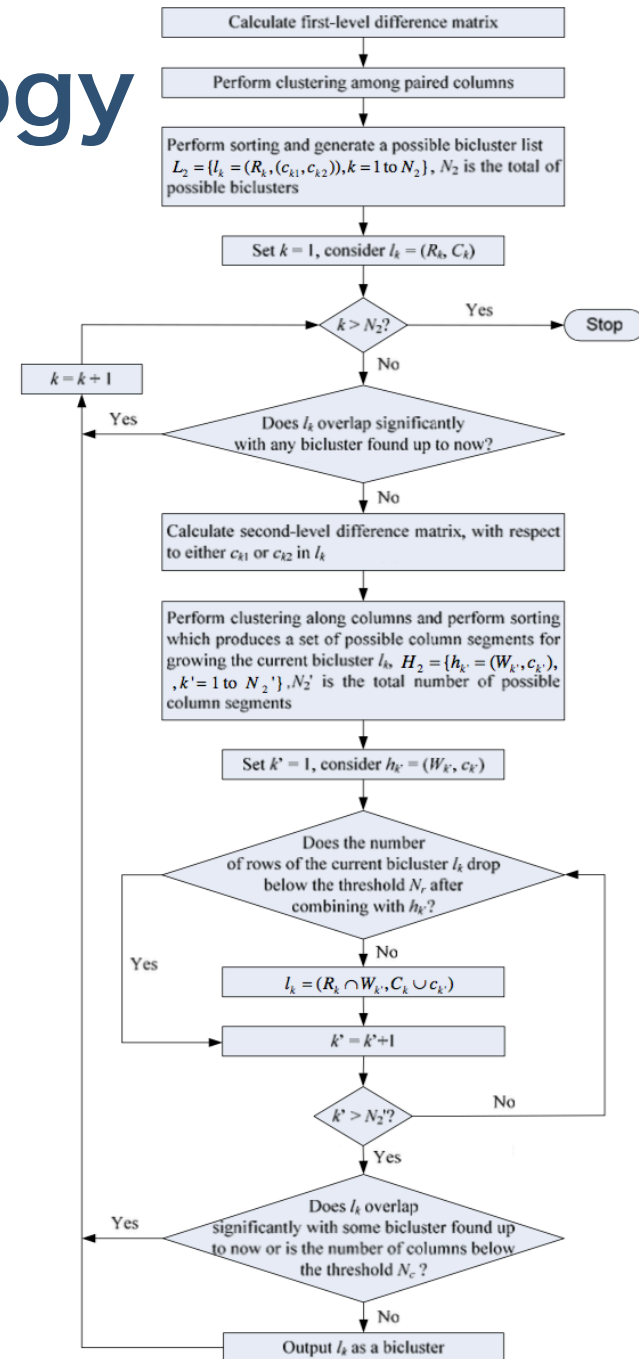 ogy
Calculate first-level difference matrix
Perform clustering among paired columns
Perform sorting and generate a possible bicluster list
L₂ = {lₖ = (Rₖ,(cₖ₁,cₖ₂)),k = 1 to N₂}, N₂ is the total of
possible biclusters
Set k = 1, consider lₖ = (Rₖ, Cₖ)
k > N₂?
Yes
Stop
No
k = k + 1
Does lₖ overlap significantly
with any bicluster found up to now?
Yes
No
Calculate second-level difference matrix, with respect
to either cₖ₁ or cₖ₂ in lₖ
Perform clustering along columns and perform sorting
which produces a set of possible column segments for
growing the current bicluster lₖ, H₂ = {hₖ' = (Wₖ',cₖ'),
,k'= 1 to N₂'},N₂' is the total number of possible
column segments
Set k' = 1, consider hₖ' = (Wₖ', cₖ')
Does the number
of rows of the current bicluster lₖ drop
below the threshold Nᵣ after
combining with hₖ'?
Yes
No
lₖ = (Rₖ ∩ Wₖ', Cₖ ∪ cₖ')
k' = k'+1
k' > N₂'?
No
Yes
Does lₖ overlap
significantly with some bicluster found up
to now or is the number of columns below
the threshold N_c ?
Yes
No
Output lₖ as a bicluster